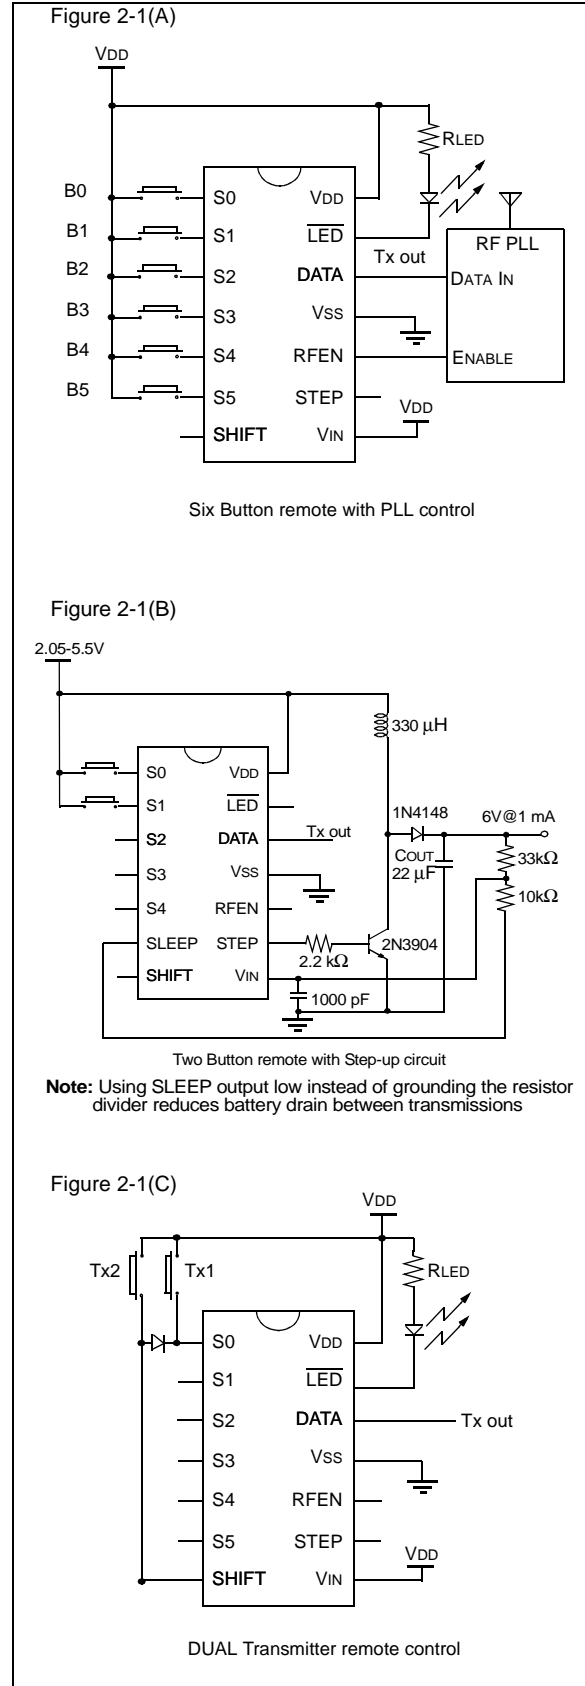 Figure 2-1(A)
VDD
RLED
B0 S0 VDD
B1 S1 LED
B2 S2 DATA Tx out RF PLL DATA IN
B3 S3 VSS
B4 S4 RFEN ENABLE
B5 S5 STEP VDD
SHIFT VIN
Six Button remote with PLL control
Figure 2-1(B)
2.05-5.5V
330 µH
S0 VDD
S1 LED 1N4148 6V@1 mA
S2 DATA Tx out COUT 33kΩ
S3 VSS 22 µF
S4 RFEN 10kΩ
SLEEP STEP 2N3904
2.2 kΩ
SHIFT VIN
1000 pF
Two Button remote with Step-up circuit
Note: Using SLEEP output low instead of grounding the resistor
divider reduces battery drain between transmissions
Figure 2-1(C)
VDD
Tx2 Tx1 RLED
S0 VDD
S1 LED
S2 DATA Tx out
S3 VSS
S4 RFEN
S5 STEP VDD
SHIFT VIN
DUAL Transmitter remote control